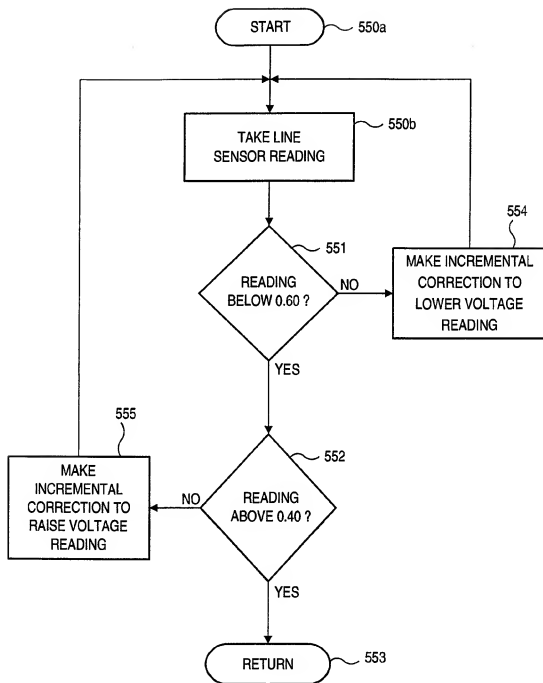 START
550a
TAKE LINE
SENSOR READING
550b
551
READING
BELOW 0.60 ?
NO
554
MAKE INCREMENTAL
CORRECTION TO
LOWER VOLTAGE
READING
YES
555
MAKE
INCREMENTAL
CORRECTION TO
RAISE VOLTAGE
READING
NO
552
READING
ABOVE 0.40 ?
YES
RETURN
553